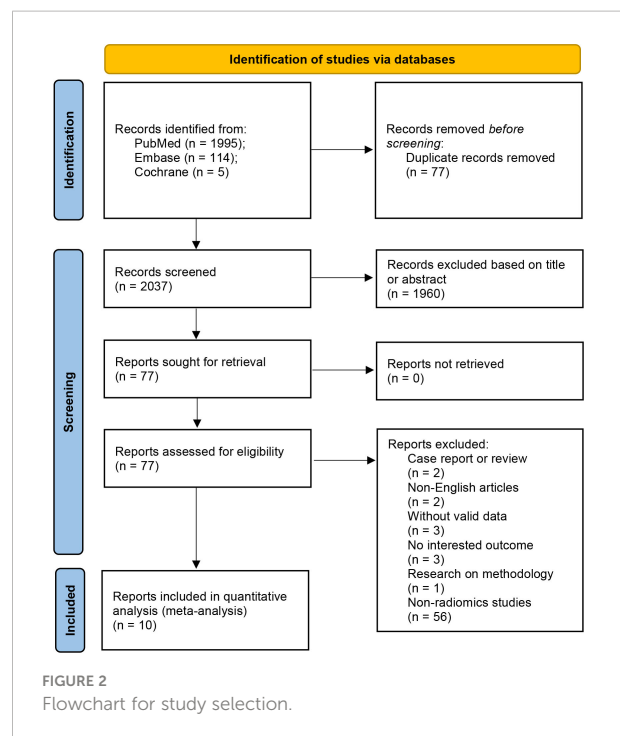 Identification of studies via databases
Identification
Records identified from:
PubMed (n = 1995);
Embase (n = 114);
Cochrane (n = 5)
Records removed before
screening:
Duplicate records removed
(n = 77)
Screening
Records screened
(n = 2037)
Records excluded based on title
or abstract
(n = 1960)
Reports sought for retrieval
(n = 77)
Reports not retrieved
(n = 0)
Reports assessed for eligibility
(n = 77)
Reports excluded:
Case report or review
(n = 2)
Non-English articles
(n = 2)
Without valid data
(n = 3)
No interested outcome
(n = 3)
Research on methodology
(n = 1)
Non-radiomics studies
(n = 56)
Included
Reports included in quantitative
analysis (meta-analysis)
(n = 10)
FIGURE 2
Flowchart for study selection.